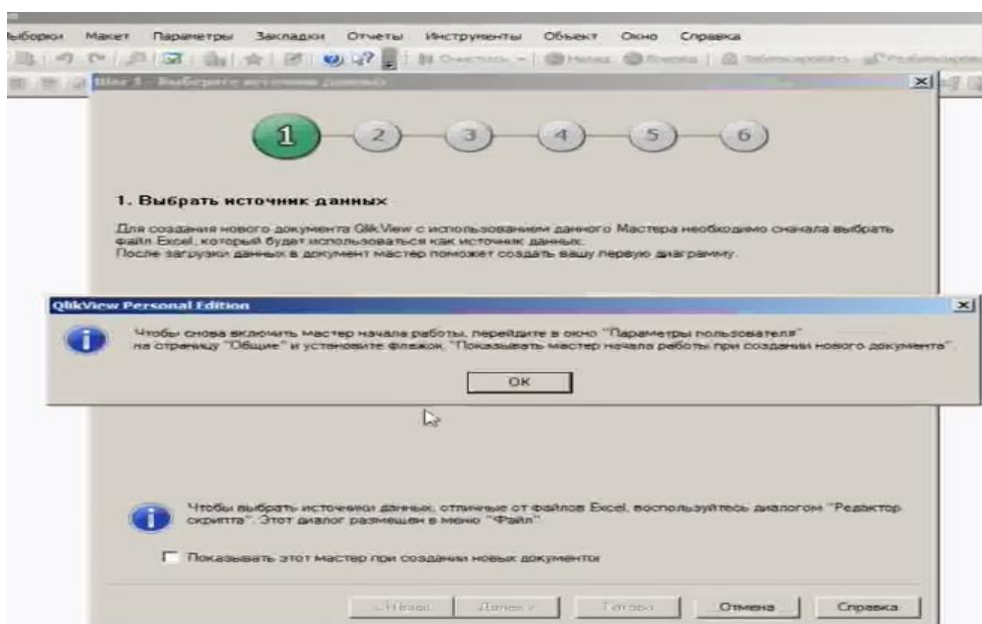 Макет Параметры Закладки Отчеты Инструменты Объект Окно Справка
Шаг 1 - Выберите источник данных
1 2 3 4 5 6
1. Выбрать источник данных
Для создания нового документа QlikView с использованием данного Мастера необходимо сначала выбрать
файл Excel, который будет использоваться как источник данных.
После загрузки данных в документ мастер поможет создать вашу первую диаграмму.
QlikView Personal Edition
Чтобы снова включить мастер начала работы, перейдите в окно "Параметры пользователя"
на страницу "Общие" и установите флажок "Показывать мастер начала работы при создании нового документа".
OK
Чтобы выбрать источники данных, отличные от файлов Excel, воспользуйтесь диалогом "Редактор
скрипта". Этот диалог размещен в меню "Файл".
Показывать этот мастер при создании новых документов
< Назад Далее > Готово Отмена Справка